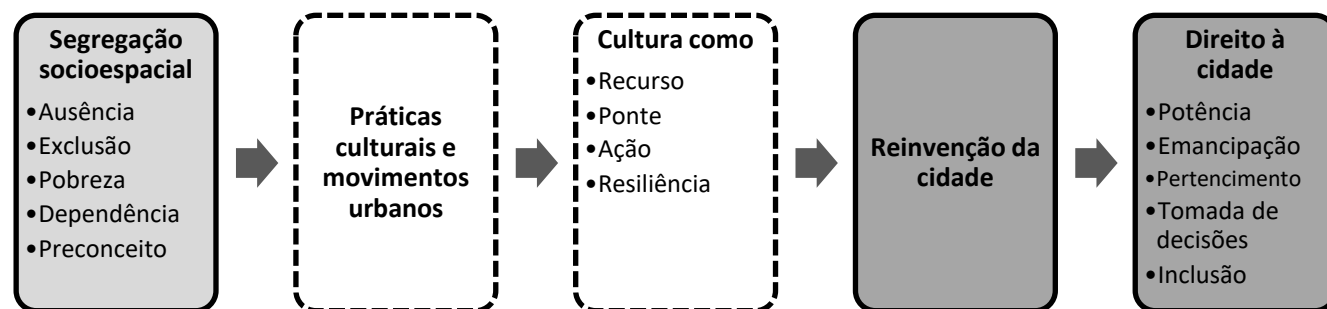 Segregação
socioespacial
•Ausência
•Exclusão
•Pobreza
•Dependência
•Preconceito
Práticas
culturais e
movimentos
urbanos
Cultura como
•Recurso
•Ponte
•Ação
•Resiliência
Reinvenção da
cidade
Direito à
cidade
•Potência
•Emancipação
•Pertencimento
•Tomada de
decisões
•Inclusão